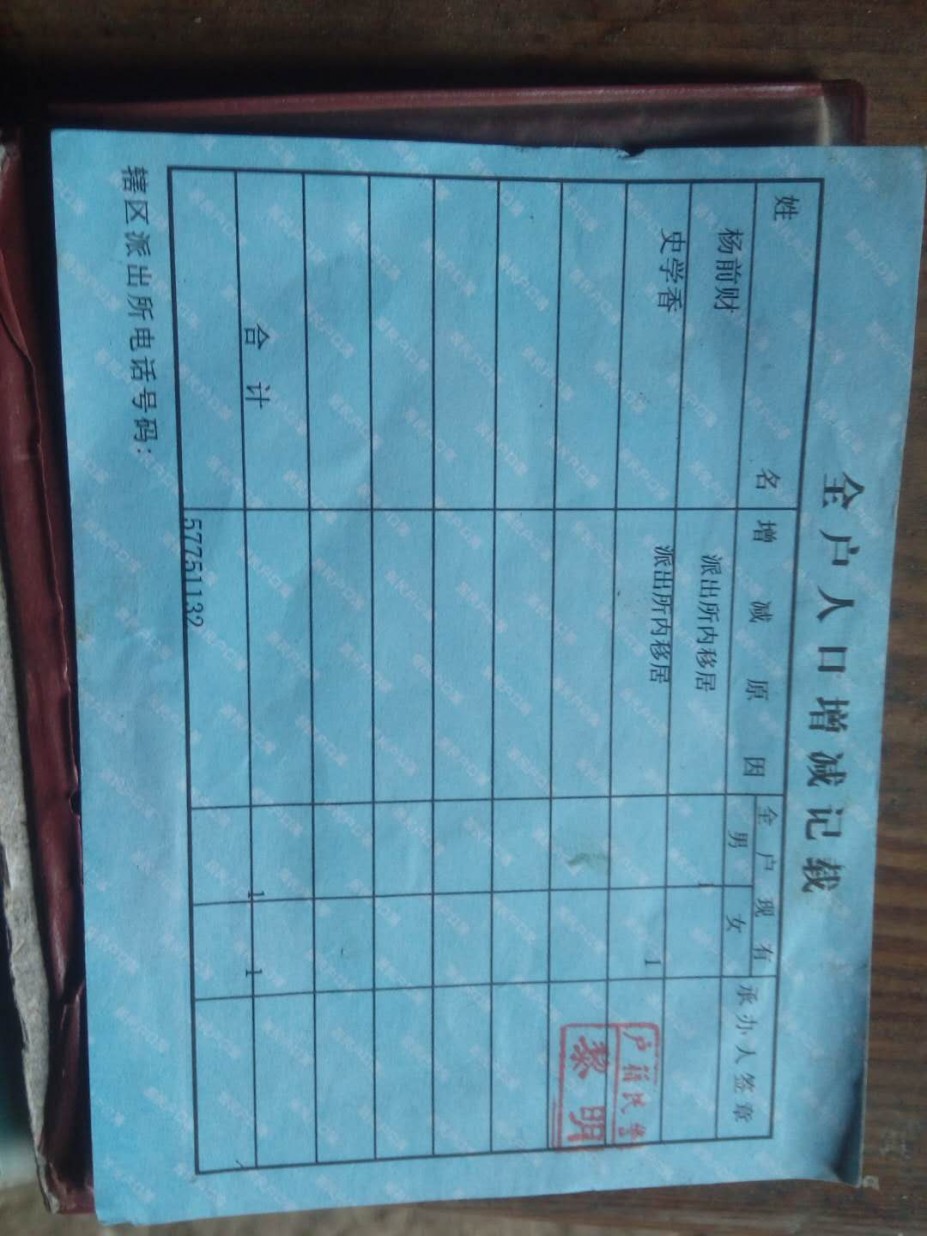 全户人口增减记载
姓 名 增减原因 全户现有 承办人签章
男 女
杨前财 派出所内移居 1
史学香 派出所内移居 1
户籍民警
黎明
合计 1 1
辖区派出所电话号码: 57751132